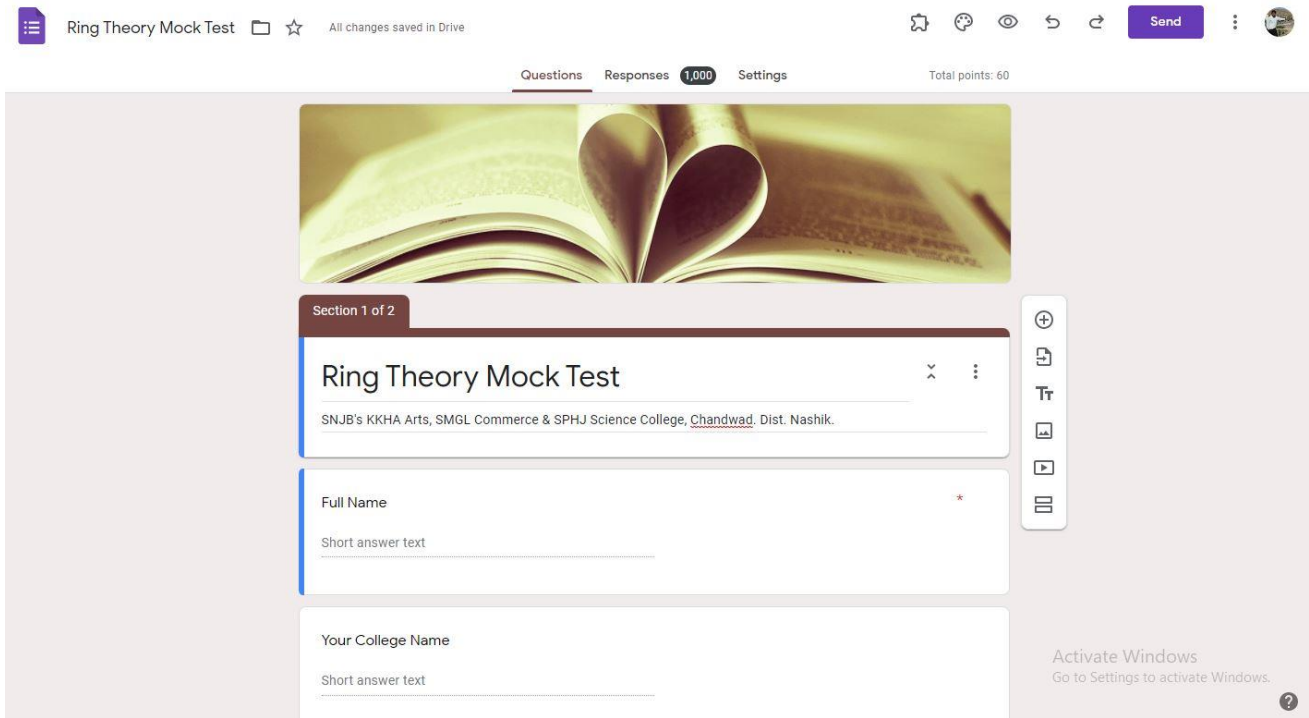 Ring Theory Mock Test
All changes saved in Drive
Send
Questions
Responses 1,000
Settings
Total points: 60
Section 1 of 2
Ring Theory Mock Test
SNJB's KKHA Arts, SMGL Commerce & SPHJ Science College, Chandwad. Dist. Nashik.
Full Name *
Short answer text
Your College Name
Short answer text
Activate Windows
Go to Settings to activate Windows.